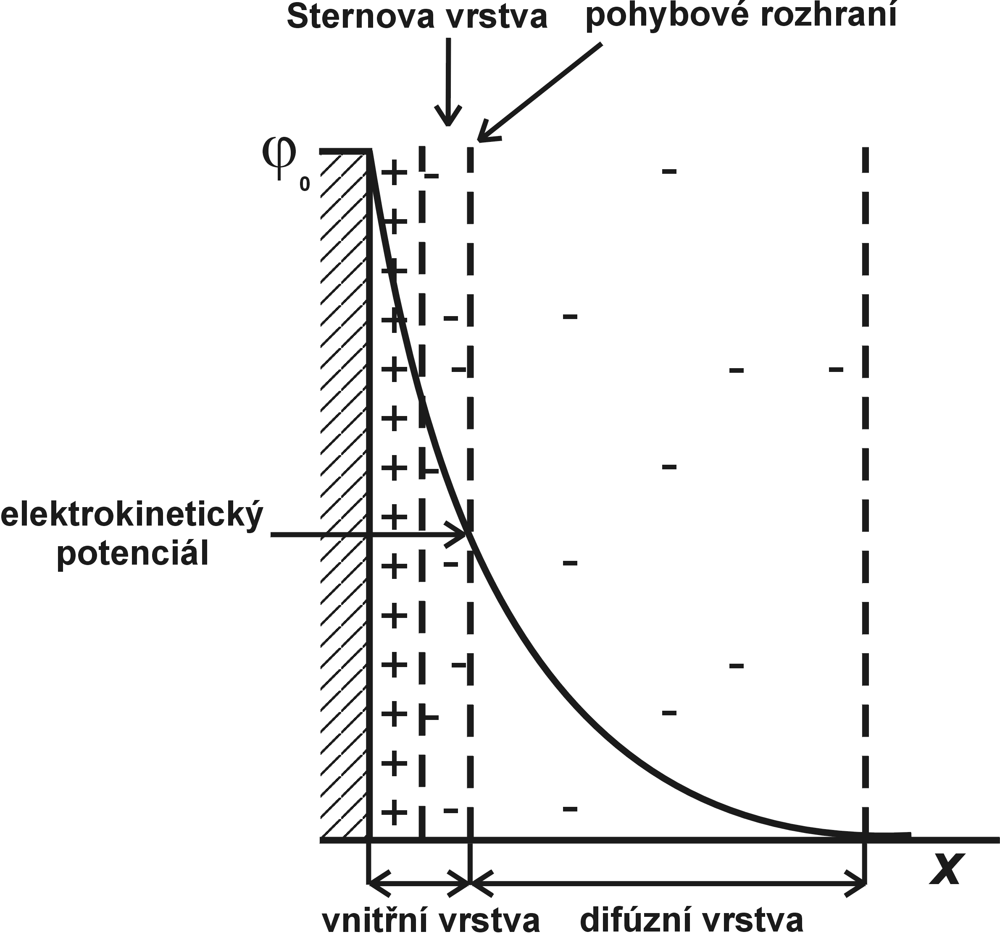 Sternova vrstva
pohybové rozhraní
φ0
+ -
-
+
+
+ - -
+ - - -
+
+ - -
+
elektrokinetický
potenciál
+ - -
+
+ - -
+ - -
+
+ - -
x
vnitřní vrstva
difúzní vrstva